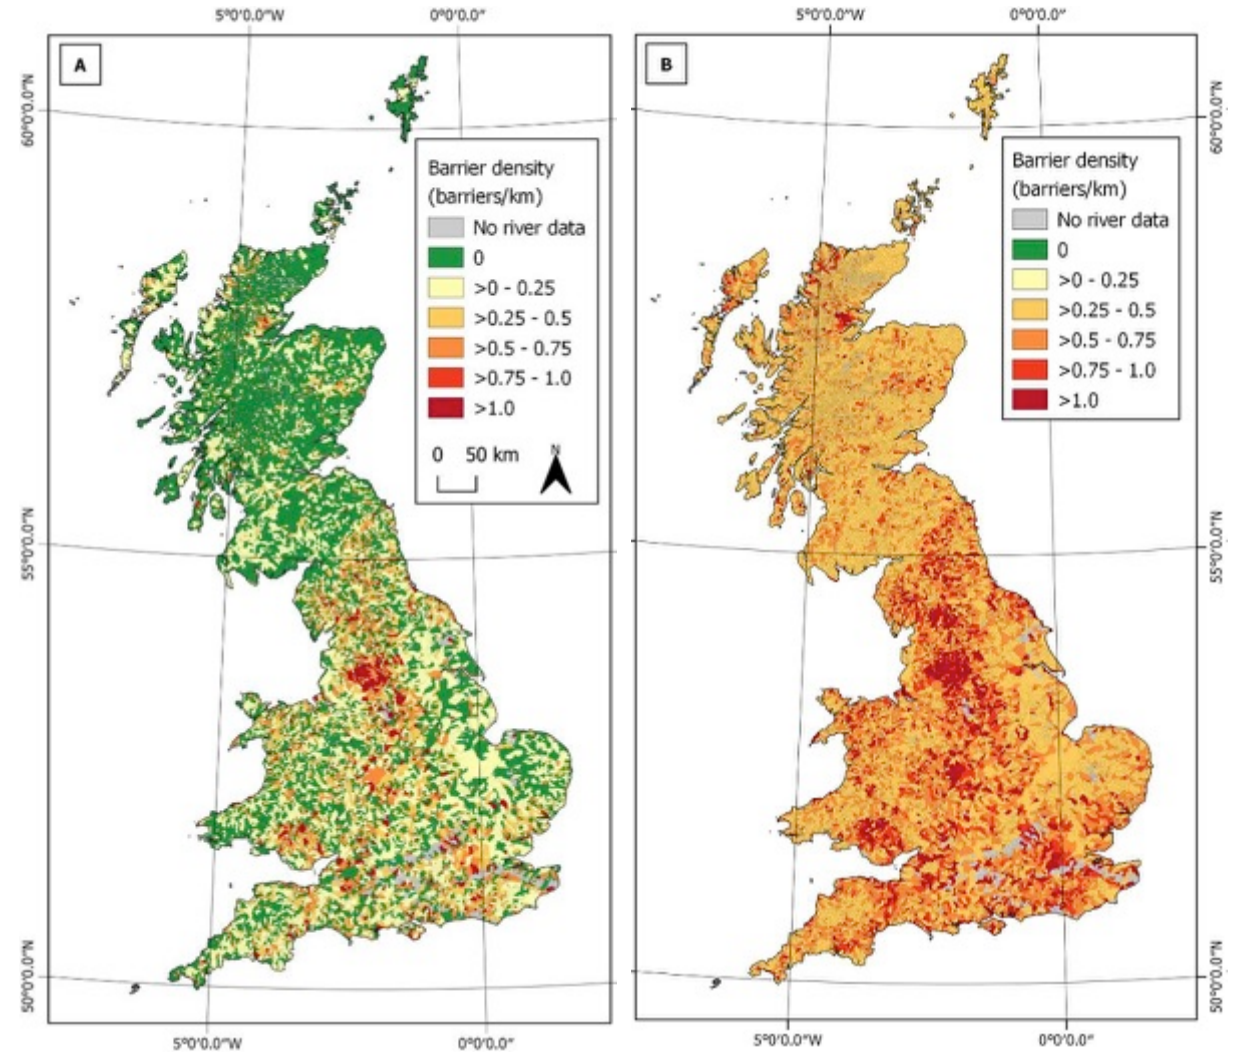 5°0'0.0"W 0°0'0.0"
A
60°0'0.0"N
Barrier density
(barriers/km)
No river data
0
>0 - 0.25
>0.25 - 0.5
>0.5 - 0.75
>0.75 - 1.0
>1.0
0 50 km
N
55°0'0.0"N
50°0'0.0"N
5°0'0.0"W 0°0'0.0"
5°0'0.0"W 0°0'0.0"
B
60°0'0.0"N
Barrier density
(barriers/km)
No river data
0
>0 - 0.25
>0.25 - 0.5
>0.5 - 0.75
>0.75 - 1.0
>1.0
55°0'0.0"N
50°0'0.0"N
5°0'0.0"W 0°0'0.0"